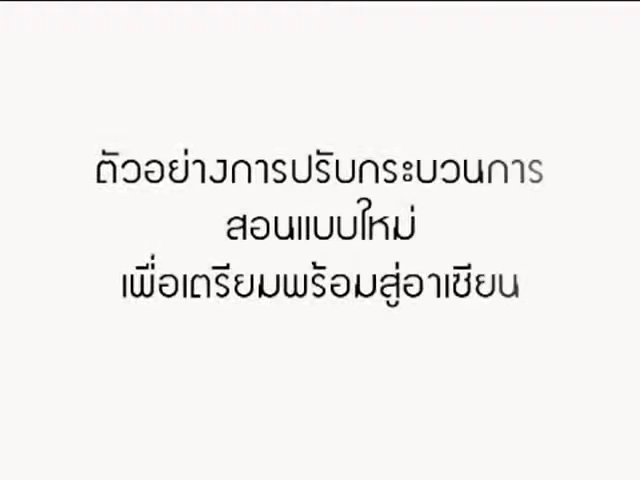 ตัวอย่างการปรับกระบวนการ
สอนแบบใหม่
เพื่อเตรียมพร้อมสู่อาเซียน